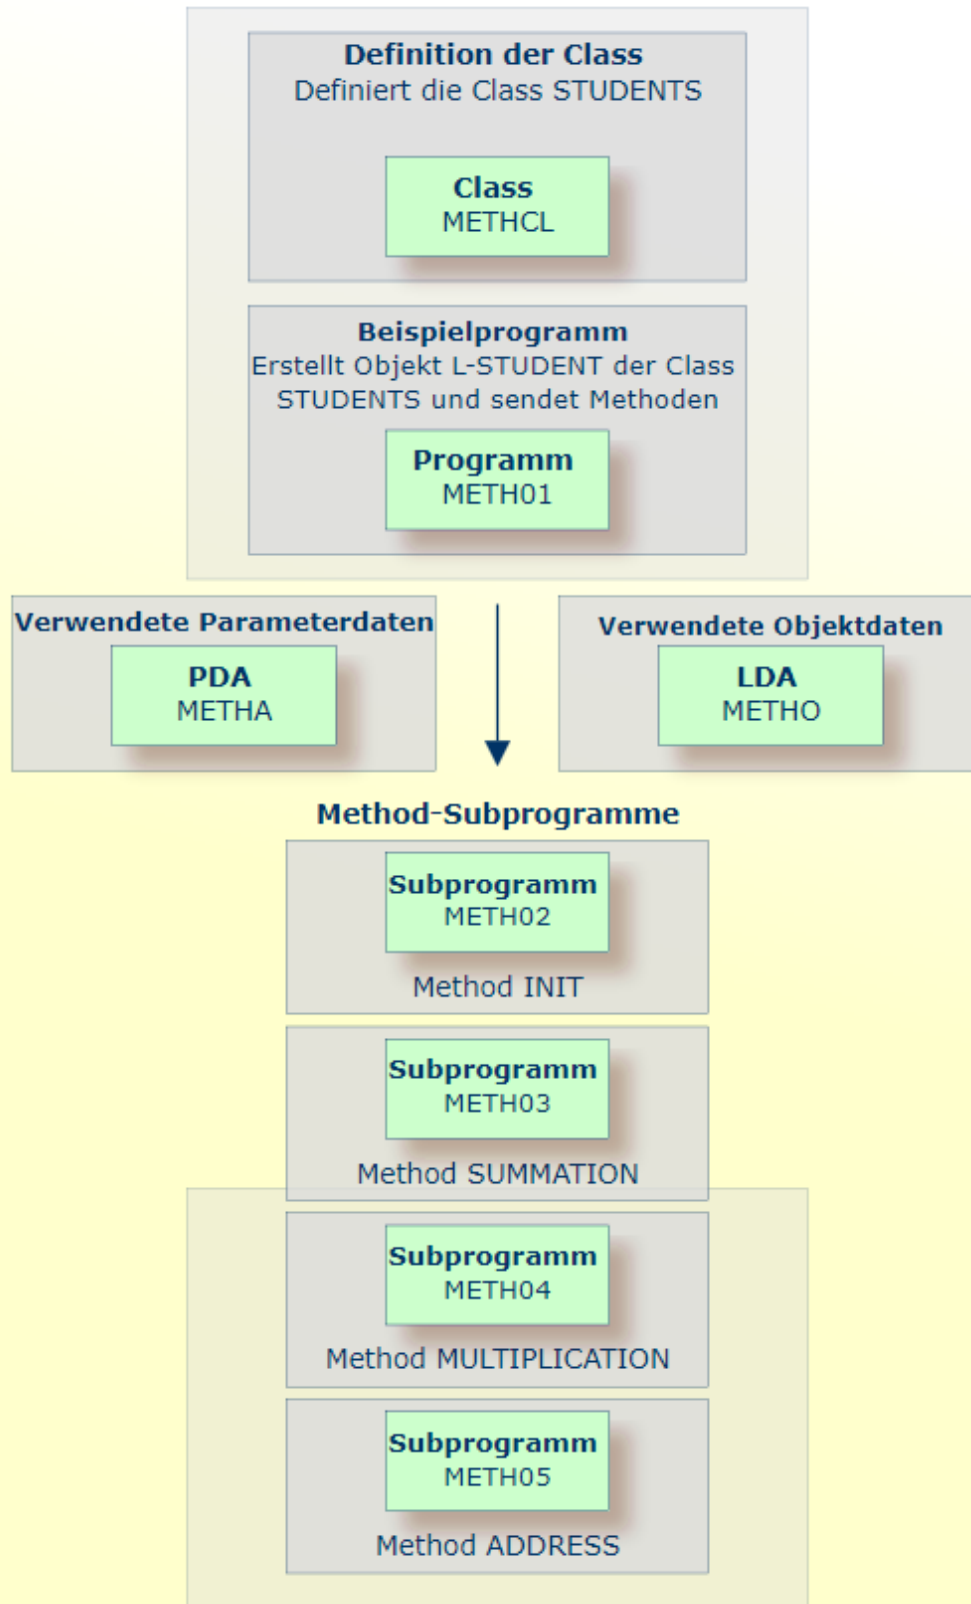 Definition der Class
Definiert die Class STUDENTS
Class
METHCL
Beispielprogramm
Erstellt Objekt L-STUDENT der Class
STUDENTS und sendet Methoden
Programm
METH01
Verwendete Parameterdaten
PDA
METHA
Verwendete Objektdaten
LDA
METHO
Method-Subprogramme
Subprogramm
METH02
Method INIT
Subprogramm
METH03
Method SUMMATION
Subprogramm
METH04
Method MULTIPLICATION
Subprogramm
METH05
Method ADDRESS